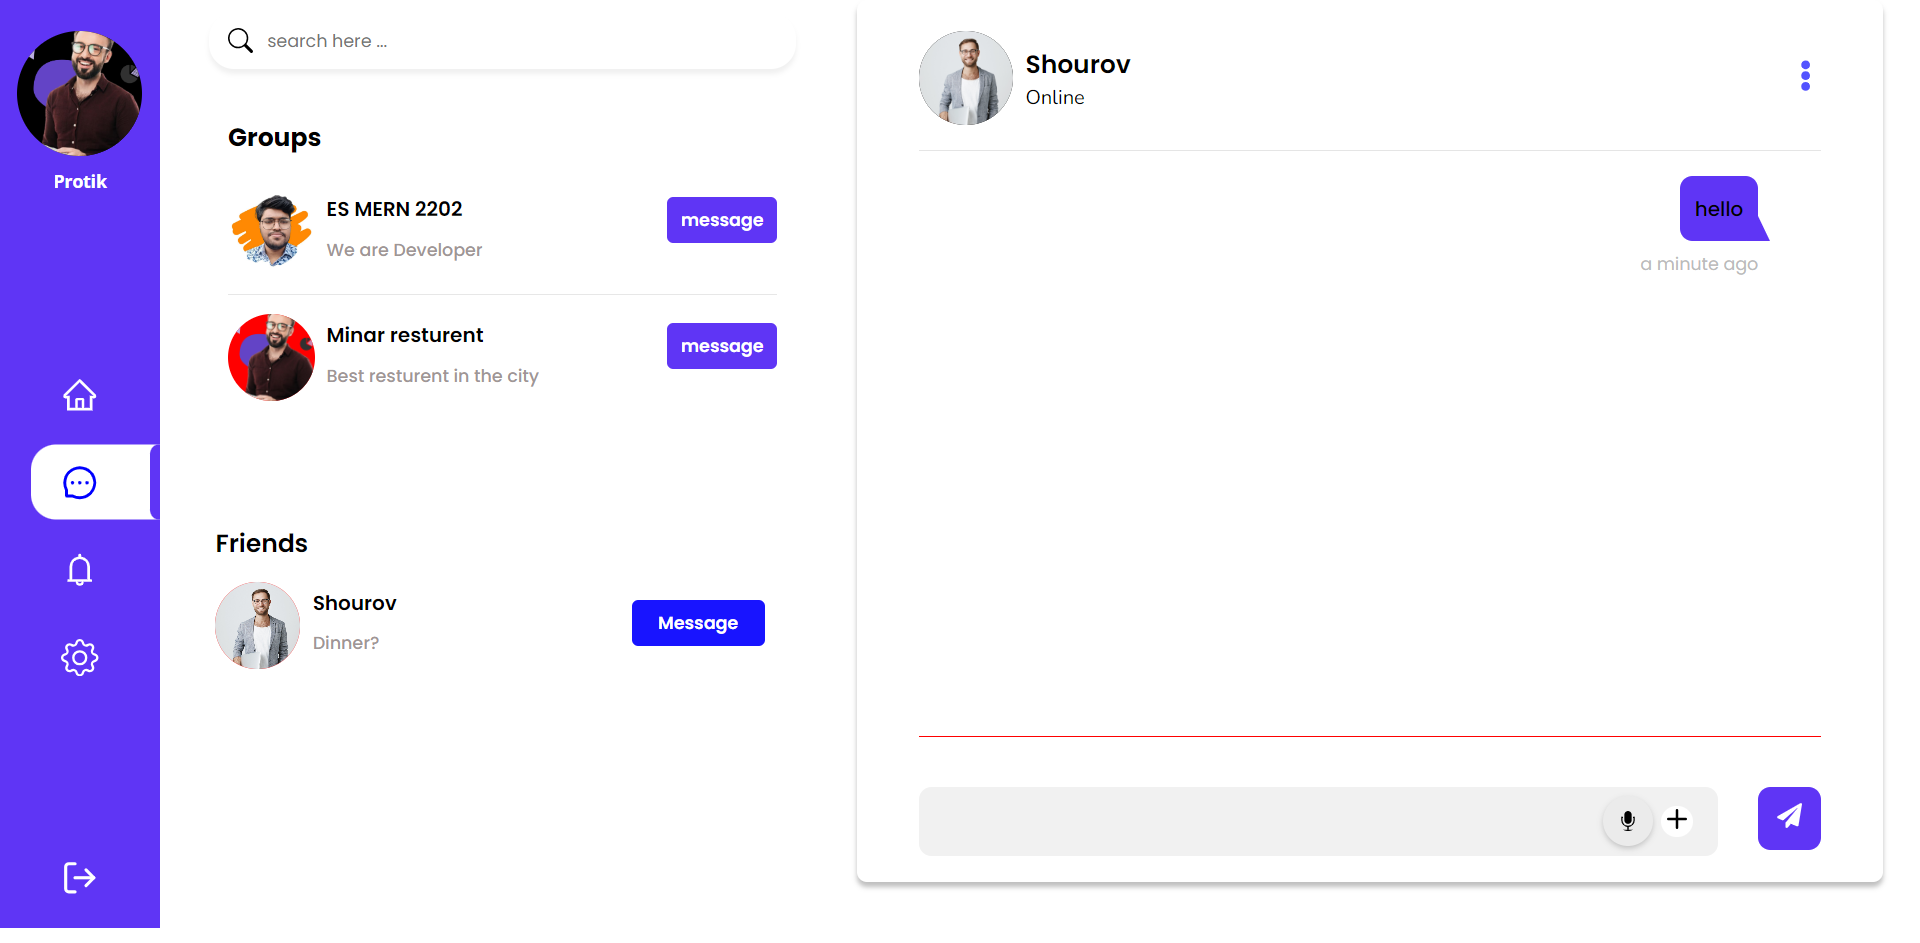 Protik
search here ...
Groups
ES MERN 2202
We are Developer
message
Minar resturent
Best resturent in the city
message
Friends
Shourov
Dinner?
Message
Shourov
Online
hello
a minute ago